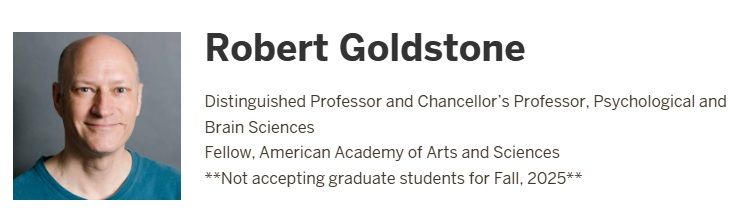 Robert Goldstone
Distinguished Professor and Chancellor’s Professor, Psychological and
Brain Sciences
Fellow, American Academy of Arts and Sciences
**Not accepting graduate students for Fall, 2025**